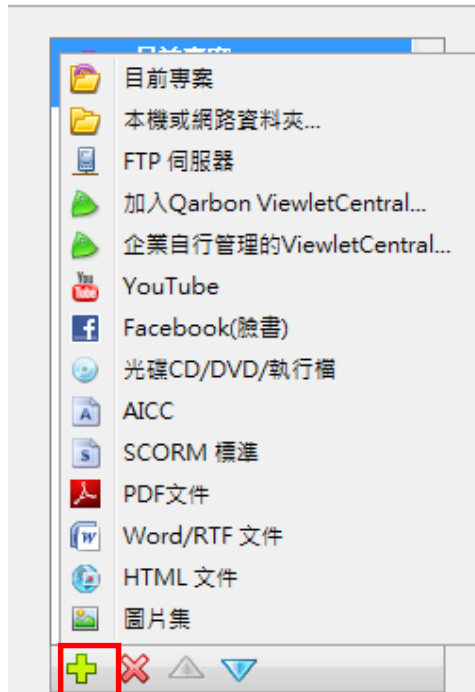 目前專案
本機或網路資料夾...
FTP 伺服器
加入Qarbon ViewletCentral...
企業自行管理的ViewletCentral...
You Tube
YouTube
f
Facebook(臉書)
光碟CD/DVD/執行檔
A
AICC
S
SCORM 標準
PDF文件
W
Word/RTF 文件
HTML 文件
圖片集